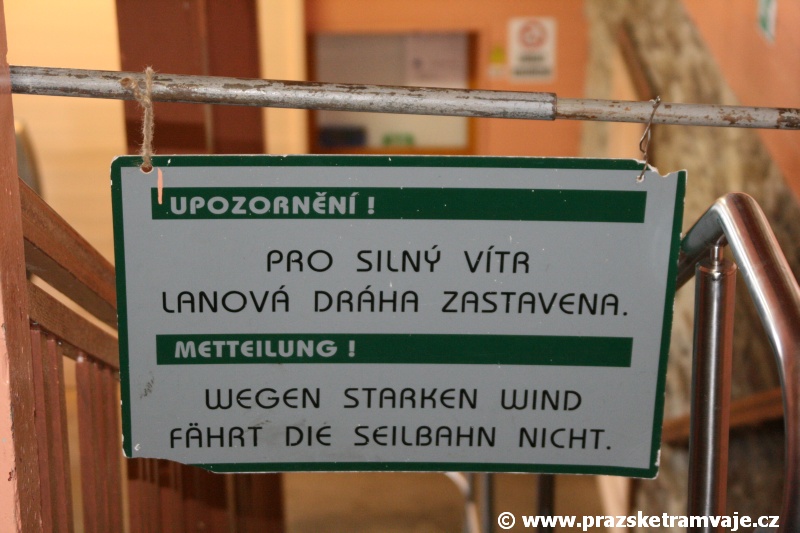 UPOZORNĚNÍ !
PRO SILNÝ VÍTR
LANOVÁ DRÁHA ZASTAVENA.
METTEILUNG !
WEGEN STARKEN WIND
FÄHRT DIE SEILBAHN NICHT.
© www.prazsketramvaje.cz